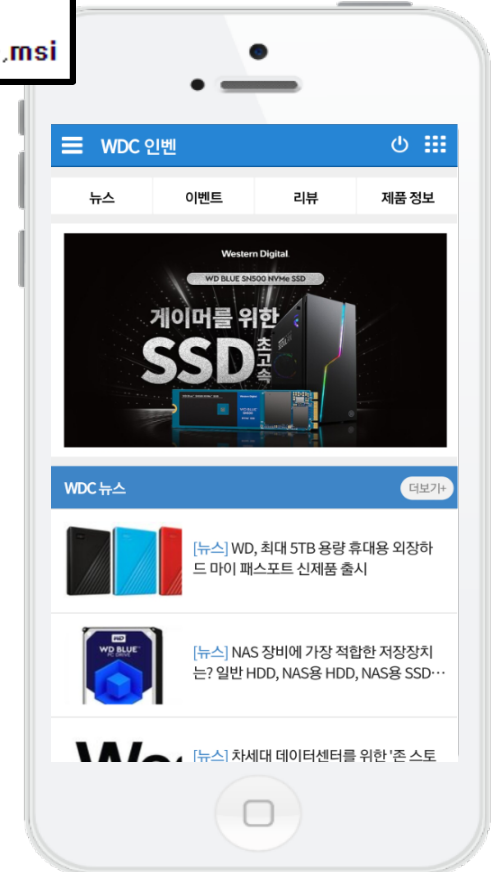 ,msi
WDC 인벤
뉴스 이벤트 리뷰 제품 정보
Western Digital.
WD BLUE SN500 NVMe SSD
게이머를 위한
SSD 초고속
WDC 뉴스 더보기+
[뉴스] WD, 최대 5TB 용량 휴대용 외장하
드 마이 패스포트 신제품 출시
WD BLUE
PC DRIVE
[뉴스] NAS 장비에 가장 적합한 저장장치
는? 일반 HDD, NAS용 HDD, NAS용 SSD…
[뉴스] 차세대 데이터센터를 위한 '존 스토